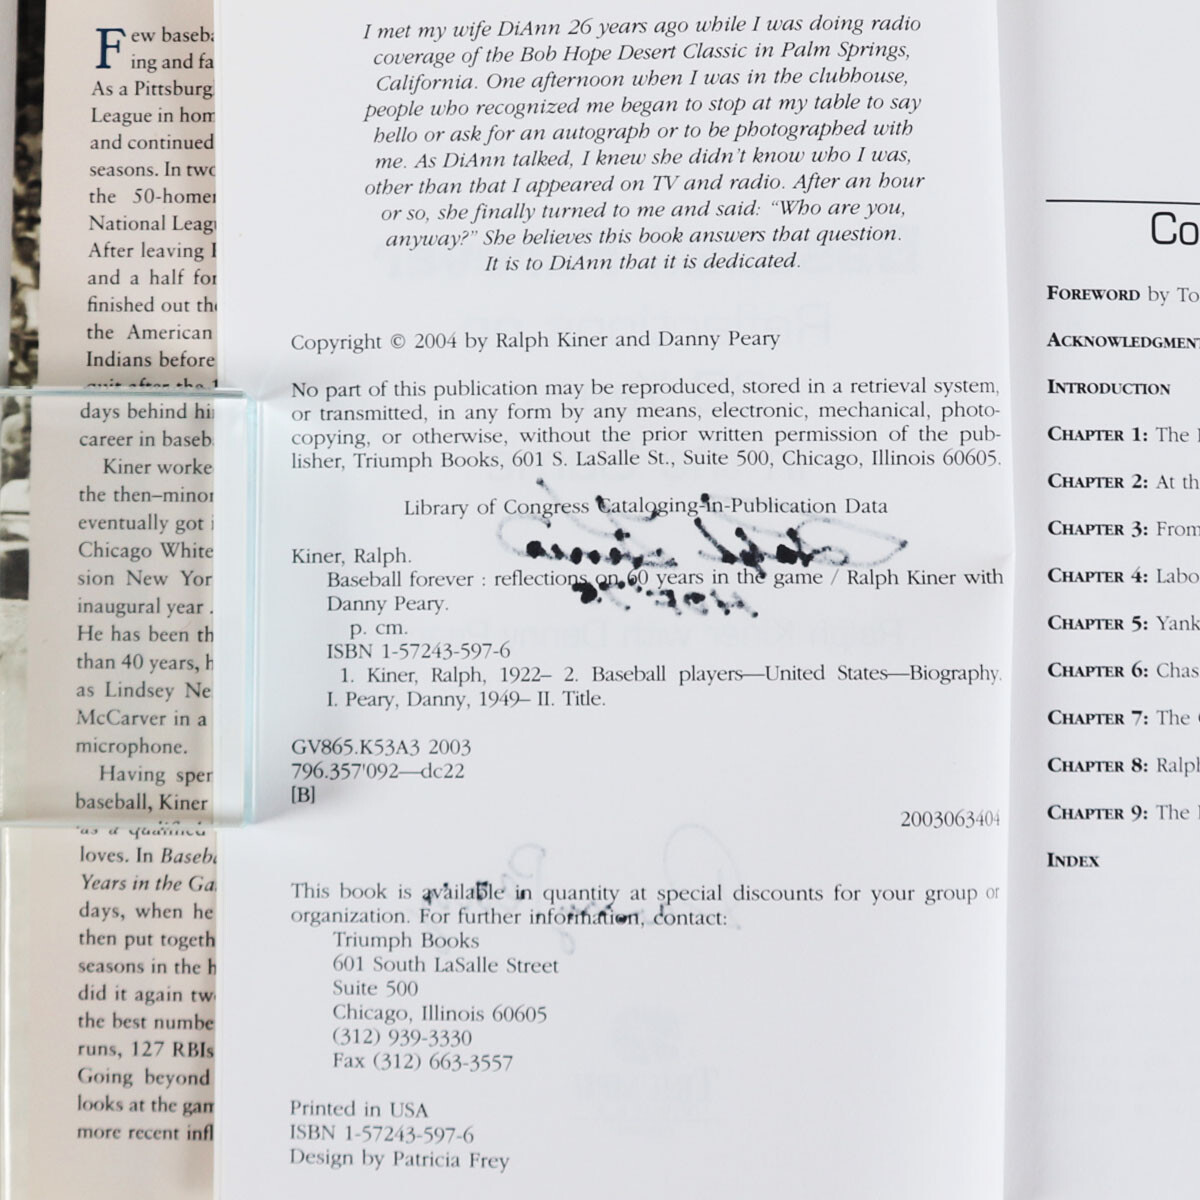 Few baseb
ing and fa
As a Pittsburg
League in hom
and continued
seasons. In two
the 50-homer
National Leag
After leaving
and a half for
finished out the
the American
Indians before
quit after the
days behind hi
career in baseb
Kiner worke
the then–minor
eventually got i
Chicago White
sion New Yor
inaugural year .
He has been th
than 40 years, h
as Lindsey Ne
McCarver in a
microphone.
Having sper
baseball, Kiner
as a qualified
loves. In Baseba
Years in the Ga
days, when he
then put togeth
seasons in the h
did it again tw
the best numbe
runs, 127 RBIs
Going beyond
looks at the gam
more recent infl
I met my wife DiAnn 26 years ago while I was doing radio
coverage of the Bob Hope Desert Classic in Palm Springs,
California. One afternoon when I was in the clubhouse,
people who recognized me began to stop at my table to say
hello or ask for an autograph or to be photographed with
me. As DiAnn talked, I knew she didn't know who I was,
other than that I appeared on TV and radio. After an hour
or so, she finally turned to me and said: “Who are you,
anyway?” She believes this book answers that question.
It is to DiAnn that it is dedicated.
Copyright © 2004 by Ralph Kiner and Danny Peary
No part of this publication may be reproduced, stored in a retrieval system,
or transmitted, in any form by any means, electronic, mechanical, photo-
copying, or otherwise, without the prior written permission of the pub-
lisher, Triumph Books, 601 S. LaSalle St., Suite 500, Chicago, Illinois 60605.
Library of Congress Cataloging-in-Publication Data
Kiner, Ralph.
Baseball forever : reflections on 60 years in the game / Ralph Kiner with
Danny Peary.
p. cm.
ISBN 1-57243-597-6
1. Kiner, Ralph, 1922– 2. Baseball players—United States—Biography.
I. Peary, Danny, 1949– II. Title.
GV865.K53A3 2003
796.357'092—dc22
[B]
2003063404
This book is available in quantity at special discounts for your group or
organization. For further information, contact:
Triumph Books
601 South LaSalle Street
Suite 500
Chicago, Illinois 60605
(312) 939-3330
Fax (312) 663-3557
Printed in USA
ISBN 1-57243-597-6
Design by Patricia Frey
Co
FOREWORD by To
ACKNOWLEDGMENT
INTRODUCTION
CHAPTER 1: The
CHAPTER 2: At th
CHAPTER 3: From
CHAPTER 4: Labo
CHAPTER 5: Yank
CHAPTER 6: Chas
CHAPTER 7: The
CHAPTER 8: Ralph
CHAPTER 9: The
INDEX